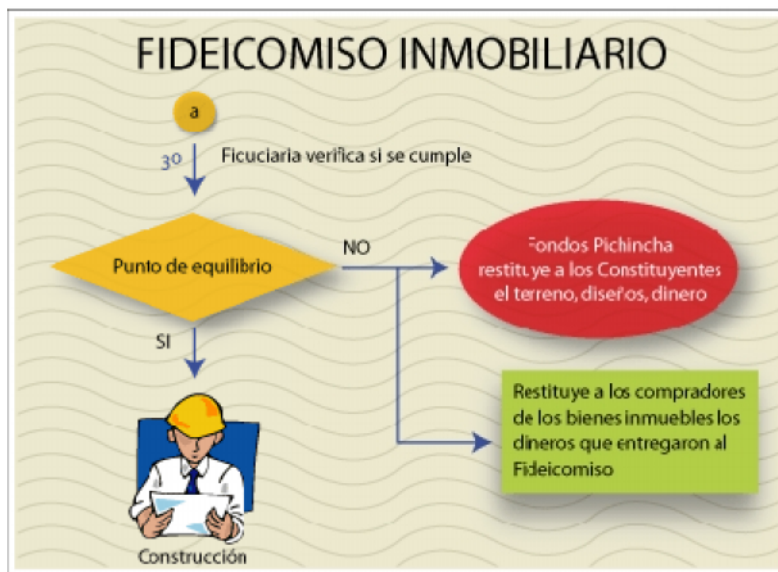 FIDEICOMISO INMOBILIARIO
a
30
Ficuciaria verifica si se cumple
Punto de equilibrio
NO
Fondos Pichincha
restituye a los Constituyentes
el terreno, diseños, dinero
SI
Restituye a los compradores
de los bienes inmuebles los
dineros que entregaron al
Fideicomiso
Construcción